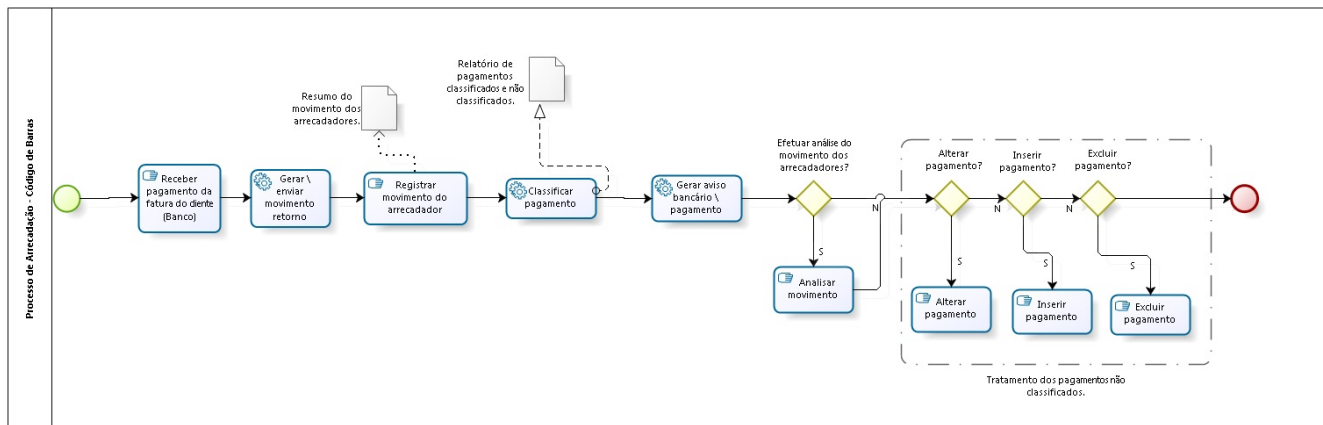 Processo de Arrecadação - Código de Barras
Receber
pagamento da
fatura do cliente
(Banco)
Gerar \
enviar
movimento
retorno
Resumo do
movimento dos
arrecadadores.
Registrar
movimento do
arrecadador
Relatório de
pagamentos
classificados e não
classificados.
Classificar
pagamento
Gerar aviso
bancário \
pagamento
Efetuar análise do
movimento dos
arrecadadores?
N
S
Analisar
movimento
Alterar
pagamento?
N
S
Alterar
pagamento
Inserir
pagamento?
N
S
Inserir
pagamento
Excluir
pagamento?
S
Excluir
pagamento
Tratamento dos pagamentos não
classificados.